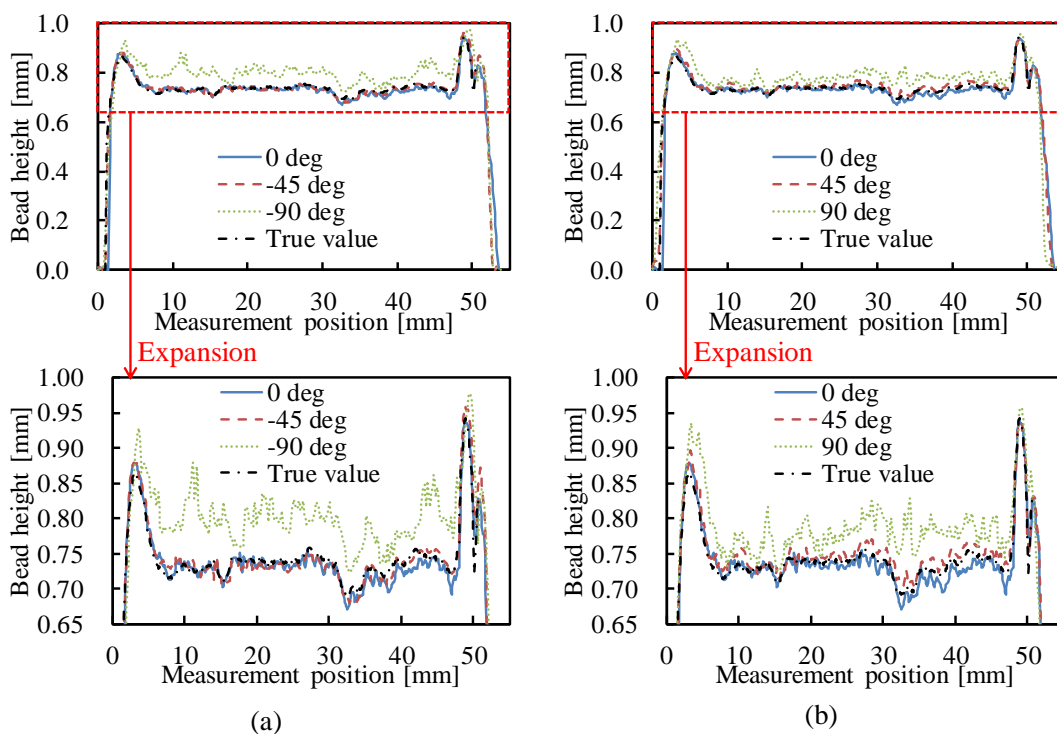 Bead height [mm]
1.0
0.8
0.6
0.4
0.2
0.0
0 deg
-45 deg
-90 deg
True value
0 10 20 30 40 50
Measurement position [mm]
Expansion
Bead height [mm]
1.00
0.95
0.90
0.85
0.80
0.75
0.70
0.65
0 deg
-45 deg
-90 deg
True value
0 10 20 30 40 50
Measurement position [mm]
(a)
Bead height [mm]
1.0
0.8
0.6
0.4
0.2
0.0
0 deg
45 deg
90 deg
True value
0 10 20 30 40 50
Measurement position [mm]
Expansion
Bead height [mm]
1.00
0.95
0.90
0.85
0.80
0.75
0.70
0.65
0 deg
45 deg
90 deg
True value
0 10 20 30 40 50
Measurement position [mm]
(b)